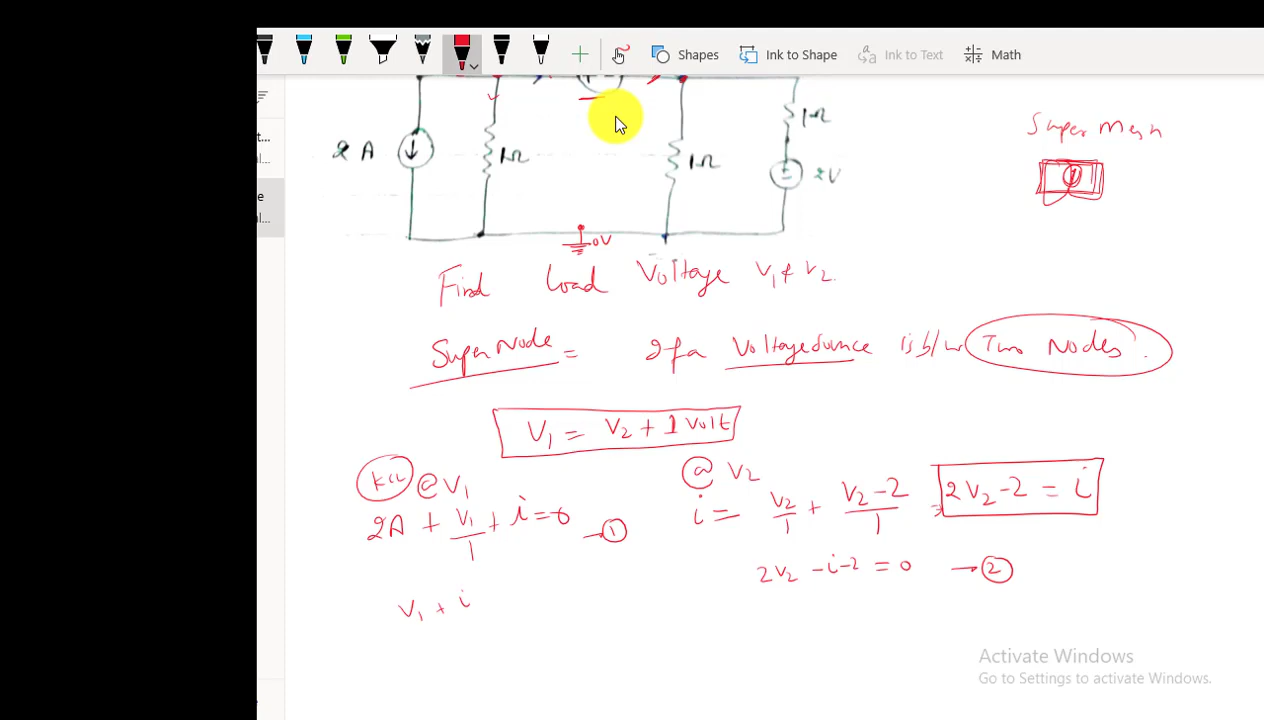 Shapes Ink to Shape Ink to Text Math
t...
al...
e
al...
2 A
1Ω
1Ω
1Ω
2V
Super Mesh
0V
Find Load Voltage V₁ & V₂.
Super Node = If a Voltage Source is b/w Two Nodes.
V₁ = V₂ + 1 Volt
KCL @ V₁
2A + V₁/1 + i = 0 → ①
V₁ + i
@ V₂
i = V₂/1 + (V₂ - 2)/1 ⇒ 2V₂ - 2 = i
2V₂ - i - 2 = 0 → ②
Activate Windows
Go to Settings to activate Windows.